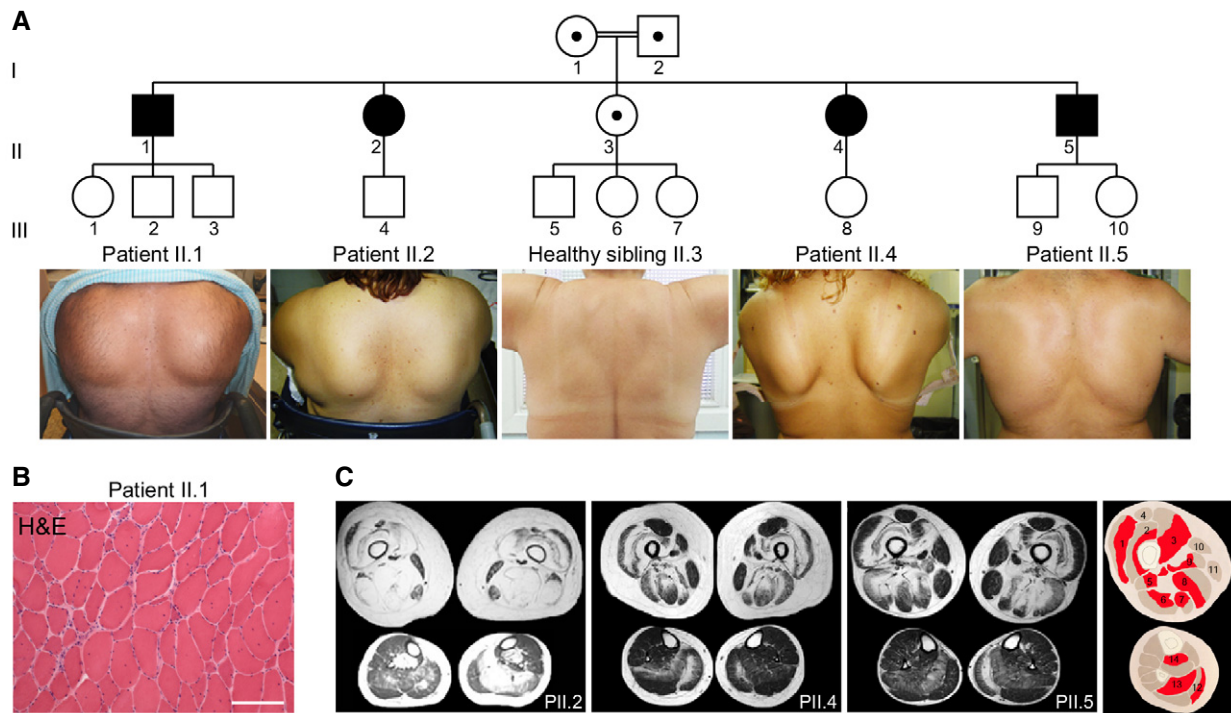 A
I
1 2
II
1 2 3 4 5
III
1 2 3 4 5 6 7 8 9 10
Patient II.1 Patient II.2 Healthy sibling II.3 Patient II.4 Patient II.5
B
Patient II.1
H&E
C
PII.2 PII.4 PII.5
4
1 2 3
10
9 11
5 8
6 7
14
13 12